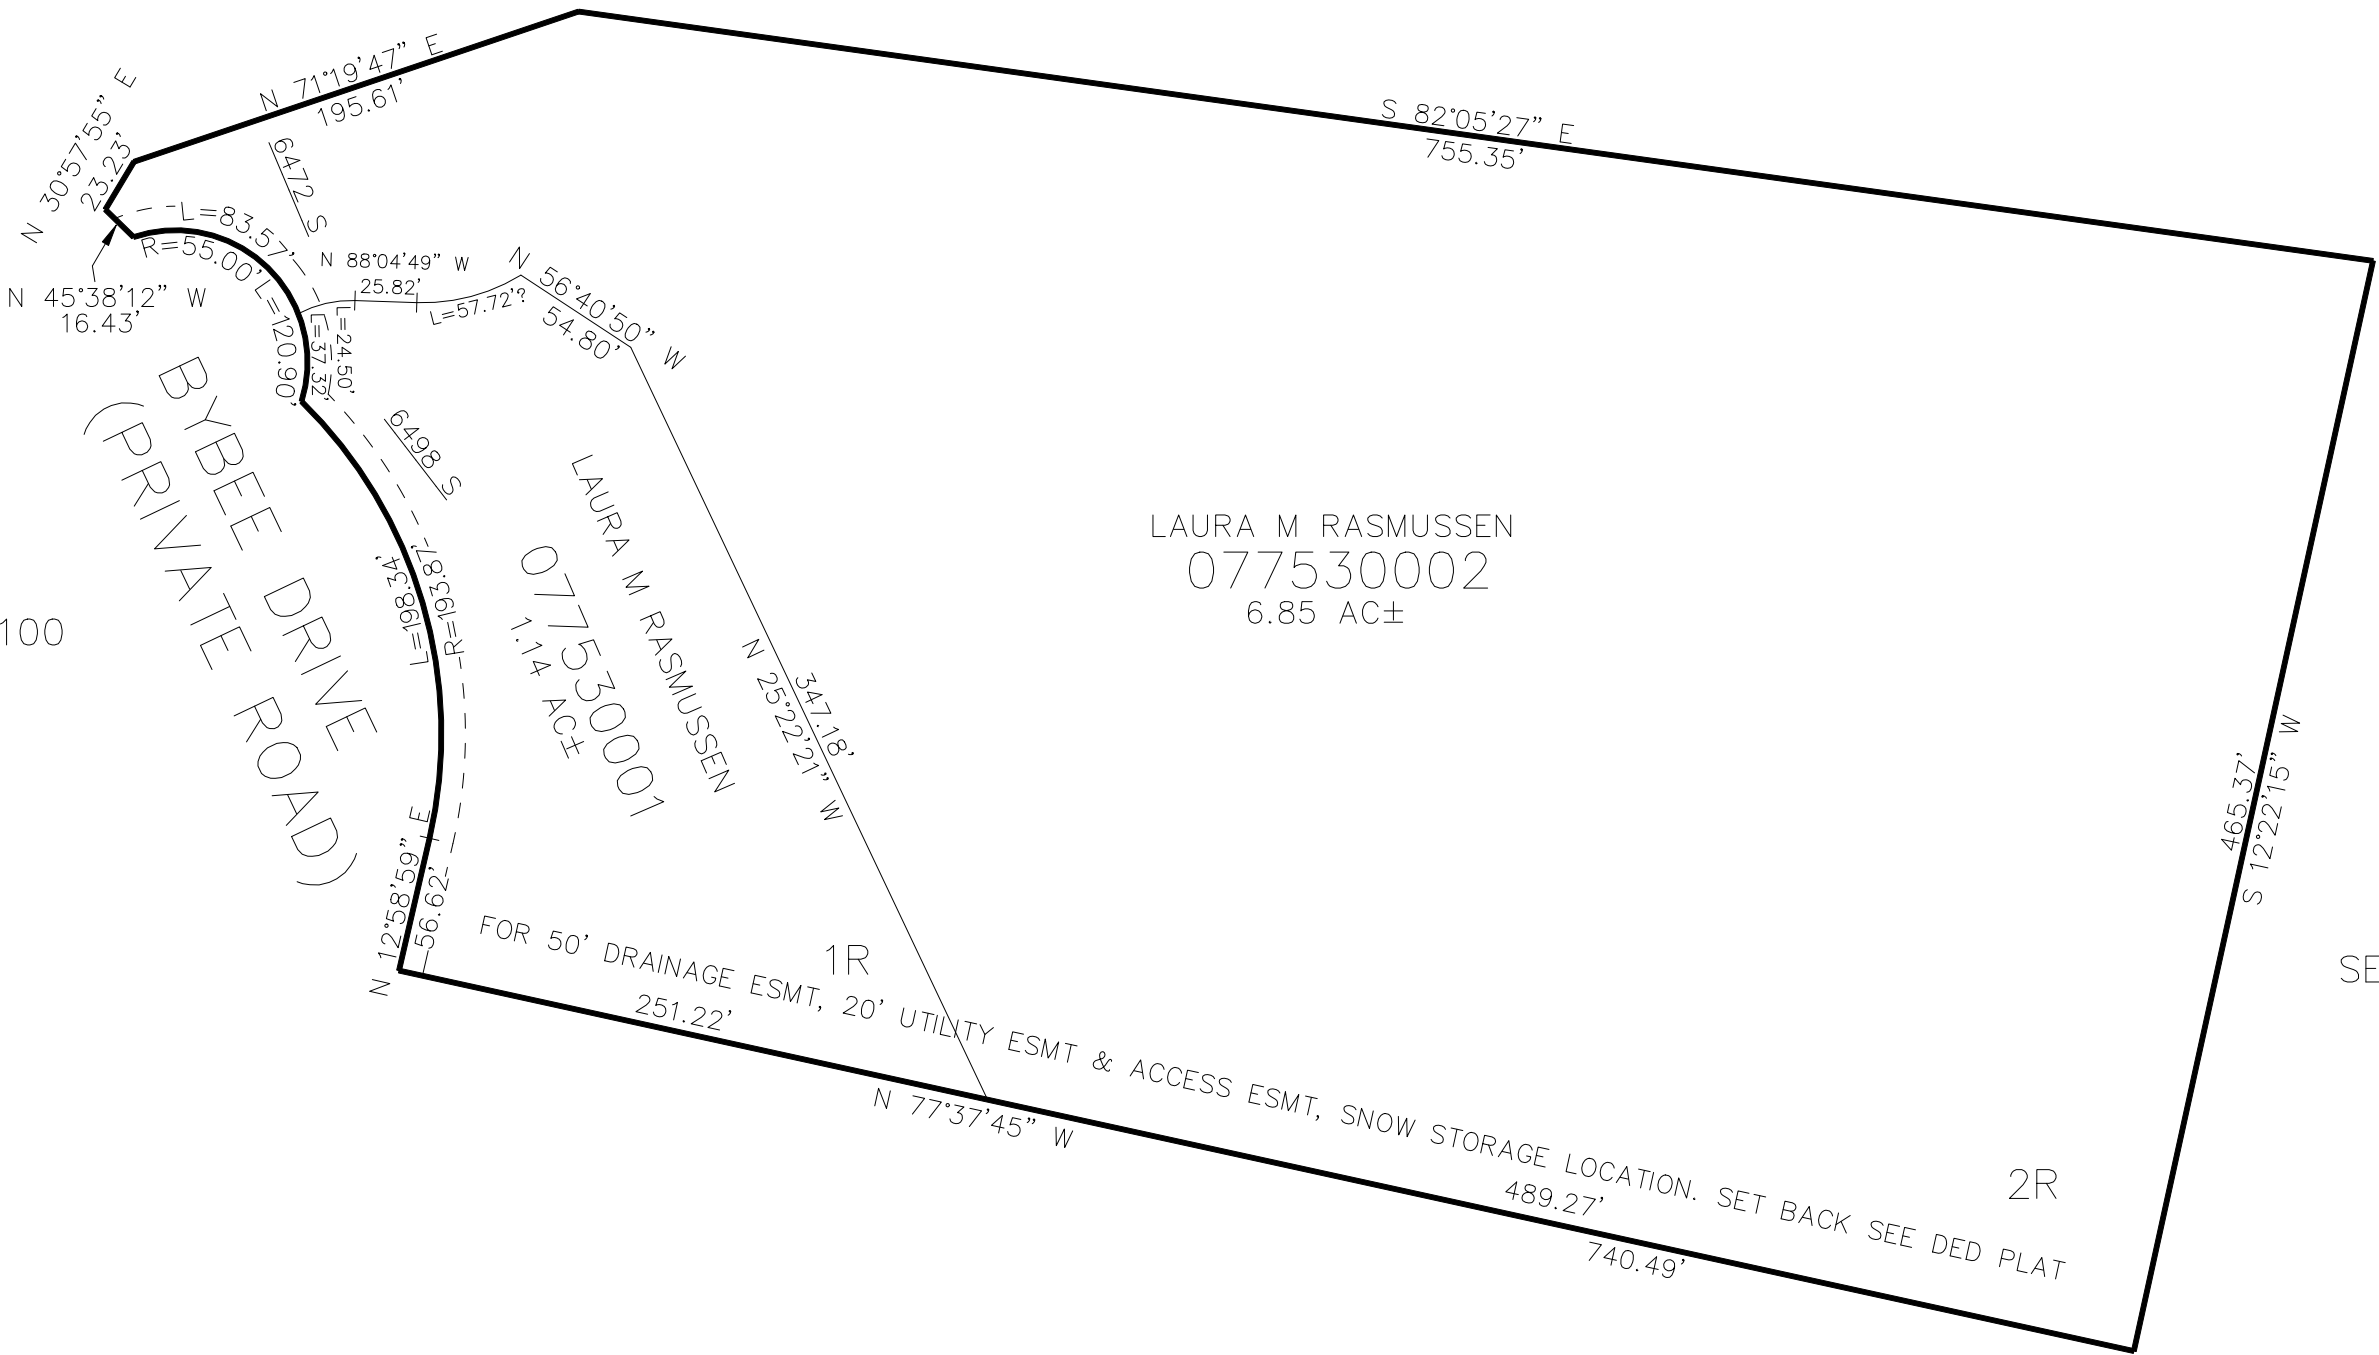 N 71°19'47" E
195.61'
S 82°05'27" E
755.35'
N 30°57'55" E
23.23'
6472 S
L=83.57'
R=55.00'
L=120.90'
N 45°38'12" W
16.43'
N 88°04'49" W
25.82'
L=57.72'?
N 56°40'50" W
54.80'
L=24.50'
L=37.32'
6498 S
BYBEE DRIVE
(PRIVATE ROAD)
100
L=198.34'
R=193.87'
LAURA M RASMUSSEN
077530001
1.14 AC±
N 25°22'21" W
347.18'
LAURA M RASMUSSEN
077530002
6.85 AC±
465.37'
S 12°22'15" W
N 12°58'59" E
56.62'
1R
FOR 50' DRAINAGE ESMT, 20' UTILITY ESMT & ACCESS ESMT, SNOW STORAGE LOCATION. SET BACK SEE DED PLAT
251.22'
N 77°37'45" W
489.27'
740.49'
2R
SE